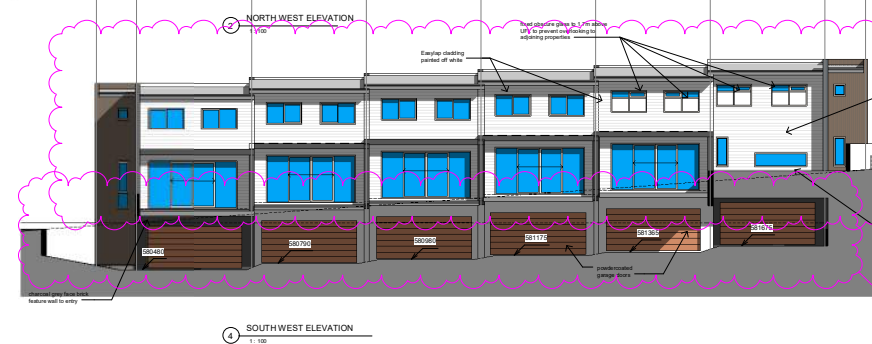 2
NORTH WEST ELEVATION
1 : 100
fixed obscure glass to 1.7m above
UFL to prevent overlooking to
adjoining properties
Easylap cladding
painted off white
580480
580790
580980
581175
581365
581675
powdercoated
garage doors
charcoal grey face brick
feature wall to entry
4
SOUTH WEST ELEVATION
1 : 100